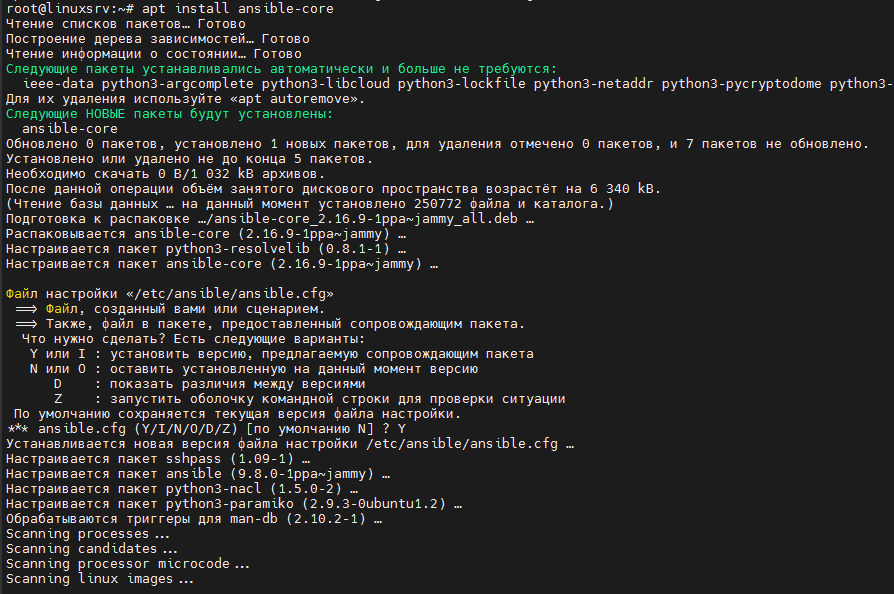 root@linuxsrv:~# apt install ansible-core
Чтение списков пакетов… Готово
Построение дерева зависимостей… Готово
Чтение информации о состоянии… Готово
Следующие пакеты устанавливались автоматически и больше не требуются:
  ieee-data python3-argcomplete python3-libcloud python3-lockfile python3-netaddr python3-pycryptodome python3-
Для их удаления используйте «apt autoremove».
Следующие НОВЫЕ пакеты будут установлены:
  ansible-core
Обновлено 0 пакетов, установлено 1 новых пакетов, для удаления отмечено 0 пакетов, и 7 пакетов не обновлено.
Установлено или удалено не до конца 5 пакетов.
Необходимо скачать 0 B/1 032 kB архивов.
После данной операции объём занятого дискового пространства возрастёт на 6 340 kB.
(Чтение базы данных … на данный момент установлено 250772 файла и каталога.)
Подготовка к распаковке …/ansible-core_2.16.9-1ppa~jammy_all.deb …
Распаковывается ansible-core (2.16.9-1ppa~jammy) …
Настраивается пакет python3-resolvelib (0.8.1-1) …
Настраивается пакет ansible-core (2.16.9-1ppa~jammy) …

Файл настройки «/etc/ansible/ansible.cfg»
 ==> Файл, созданный вами или сценарием.
 ==> Также, файл в пакете, предоставленный сопровождающим пакета.
  Что нужно сделать? Есть следующие варианты:
   Y или I : установить версию, предлагаемую сопровождающим пакета
   N или O : оставить установленную на данный момент версию
      D    : показать различия между версиями
      Z    : запустить оболочку командной строки для проверки ситуации
 По умолчанию сохраняется текущая версия файла настройки.
*** ansible.cfg (Y/I/N/O/D/Z) [по умолчанию N] ? Y
Устанавливается новая версия файла настройки /etc/ansible/ansible.cfg …
Настраивается пакет sshpass (1.09-1) …
Настраивается пакет ansible (9.8.0-1ppa~jammy) …
Настраивается пакет python3-nacl (1.5.0-2) …
Настраивается пакет python3-paramiko (2.9.3-0ubuntu1.2) …
Обрабатываются триггеры для man-db (2.10.2-1) …
Scanning processes...
Scanning candidates...
Scanning processor microcode...
Scanning linux images...